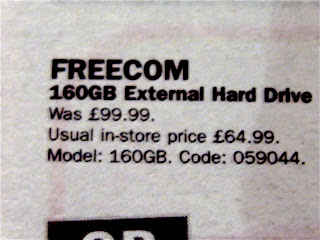 FREECOM
160GB External Hard Drive
Was £99.99.
Usual in-store price £64.99.
Model: 160GB. Code: 059044.